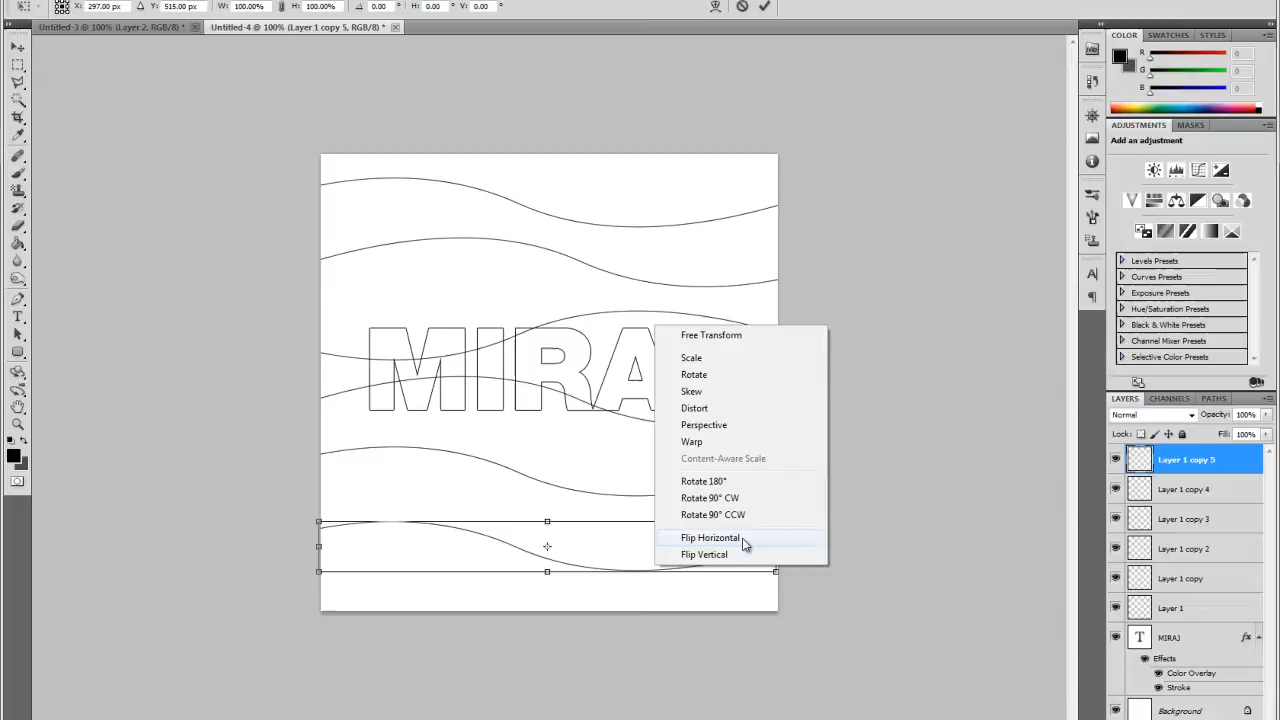 X: 297.00 px Y: 515.00 px W: 100.00% H: 100.00% 0.00 ° H: 0.00 ° V: 0.00 °
Untitled-3 @ 100% (Layer 2, RGB/8) * Untitled-4 @ 100% (Layer 1 copy 5, RGB/8) *
COLOR SWATCHES STYLES
R 0
G 0
B 0
ADJUSTMENTS MASKS
Add an adjustment
Levels Presets
Curves Presets
Exposure Presets
Hue/Saturation Presets
Black & White Presets
Channel Mixer Presets
Selective Color Presets
MIRA
Free Transform
Scale
Rotate
Skew
Distort
Perspective
Warp
Content-Aware Scale
Rotate 180°
Rotate 90° CW
Rotate 90° CCW
Flip Horizontal
Flip Vertical
LAYERS CHANNELS PATHS
Normal Opacity: 100%
Lock: Fill: 100%
Layer 1 copy 5
Layer 1 copy 4
Layer 1 copy 3
Layer 1 copy 2
Layer 1 copy
Layer 1
T MIRAJ fx
Effects
Color Overlay
Stroke
Background